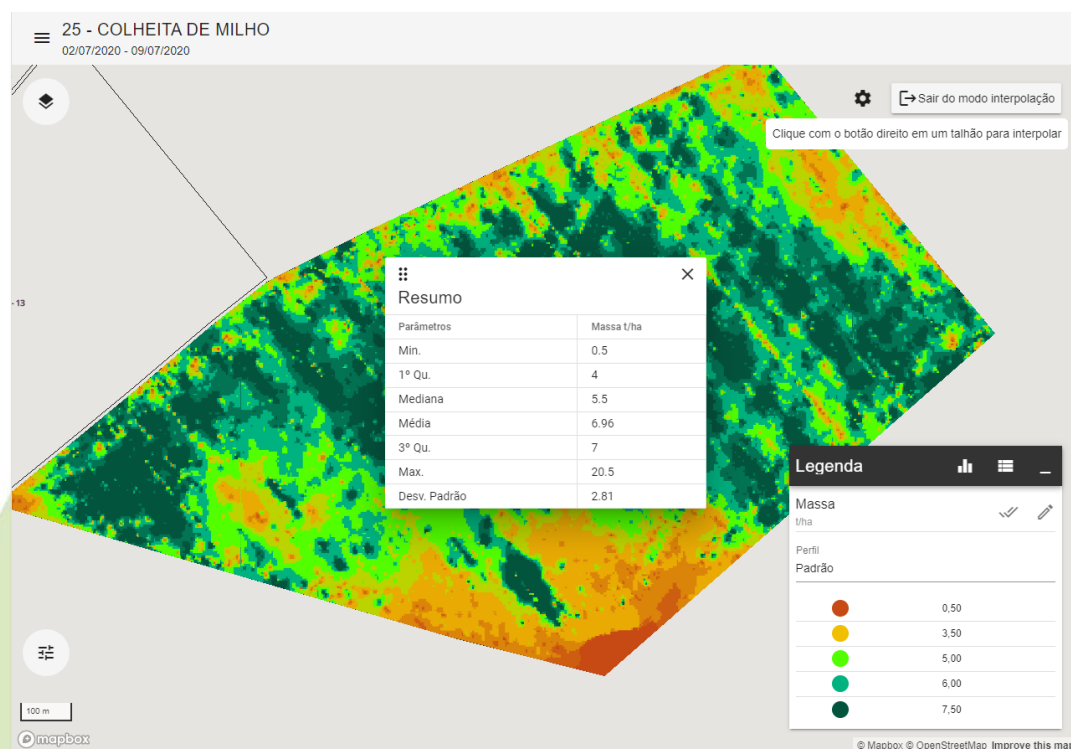 25 - COLHEITA DE MILHO
02/07/2020 - 09/07/2020
Sair do modo interpolação
Clique com o botão direito em um talhão para interpolar
- 13
Resumo
Parâmetros Massa t/ha
Min. 0.5
1º Qu. 4
Mediana 5.5
Média 6.96
3º Qu. 7
Max. 20.5
Desv. Padrão 2.81
Legenda
Massa
t/ha
Perfil
Padrão
0,50
3,50
5,00
6,00
7,50
100 m
mapbox
© Mapbox © OpenStreetMap Improve this map